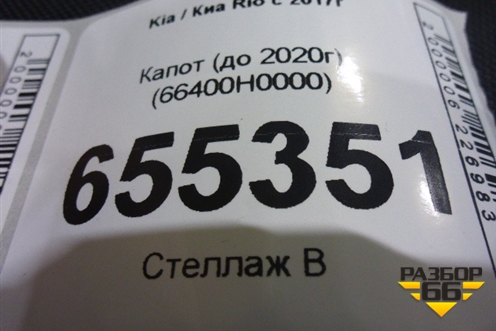 Kia / Киа Rio с 2017г
Капот (до 2020г)
(66400H0000)
655351
Стеллаж В
РАЗБОР
66